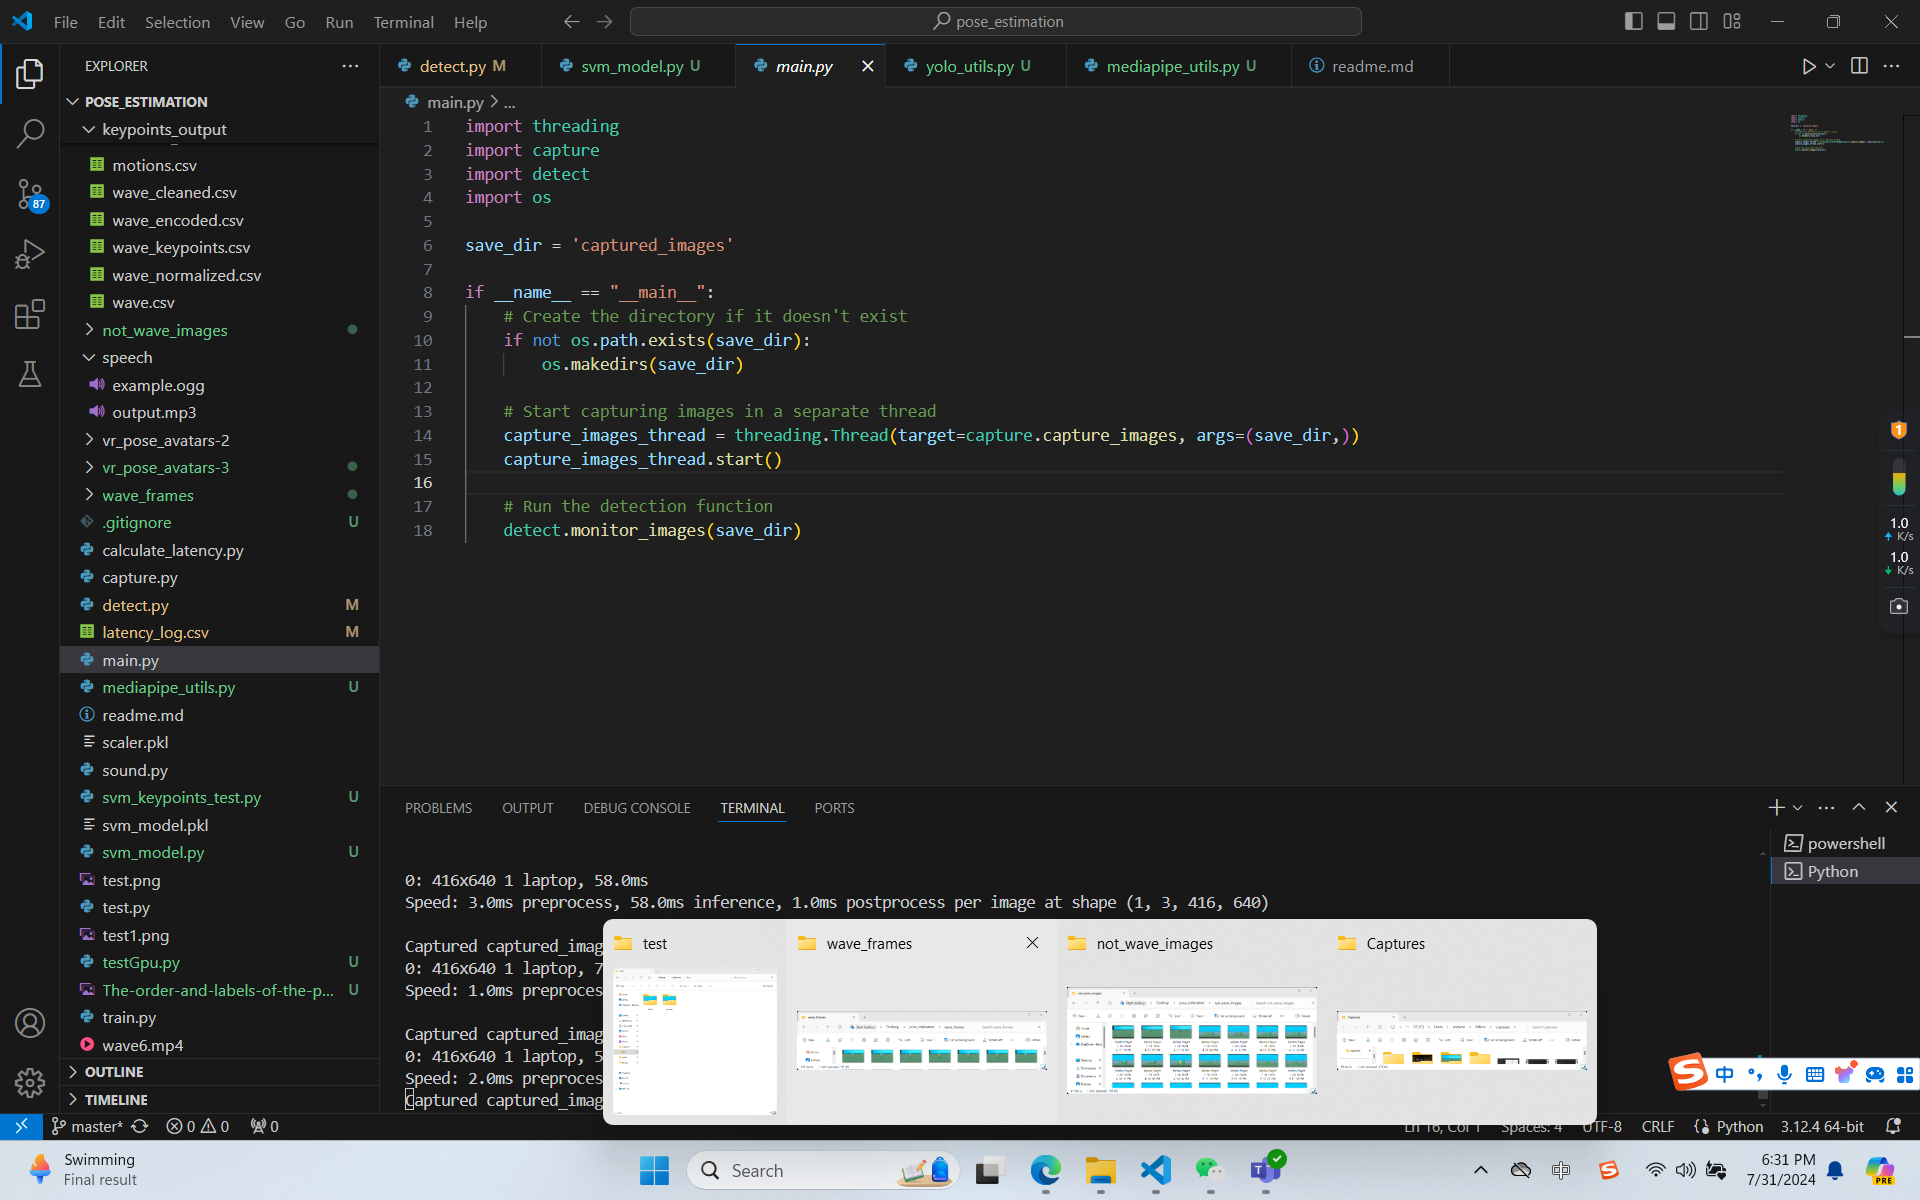 File Edit Selection View Go Run Terminal Help
pose_estimation
EXPLORER
POSE_ESTIMATION
keypoints_output
motions.csv
wave_cleaned.csv
wave_encoded.csv
wave_keypoints.csv
wave_normalized.csv
wave.csv
not_wave_images
speech
example.ogg
output.mp3
vr_pose_avatars-2
vr_pose_avatars-3
wave_frames
.gitignore U
calculate_latency.py
capture.py
detect.py M
latency_log.csv M
main.py
mediapipe_utils.py U
readme.md
scaler.pkl
sound.py
svm_keypoints_test.py U
svm_model.pkl
svm_model.py U
test.png
test.py
test1.png
testGpu.py U
The-order-and-labels-of-the-p... U
train.py
wave6.mp4
OUTLINE
TIMELINE
87
detect.py M svm_model.py U main.py yolo_utils.py U mediapipe_utils.py U readme.md
main.py > ...
1 import threading
2 import capture
3 import detect
4 import os
5
6 save_dir = 'captured_images'
7
8 if __name__ == "__main__":
9 # Create the directory if it doesn't exist
10 if not os.path.exists(save_dir):
11 os.makedirs(save_dir)
12
13 # Start capturing images in a separate thread
14 capture_images_thread = threading.Thread(target=capture.capture_images, args=(save_dir,))
15 capture_images_thread.start()
16
17 # Run the detection function
18 detect.monitor_images(save_dir)
1
1.0
K/s
1.0
K/s
PROBLEMS OUTPUT DEBUG CONSOLE TERMINAL PORTS
powershell
Python
0: 416x640 1 laptop, 58.0ms
Speed: 3.0ms preprocess, 58.0ms inference, 1.0ms postprocess per image at shape (1, 3, 416, 640)
Captured captured_imag
0: 416x640 1 laptop, 7
Speed: 1.0ms preproces
Captured captured_imag
0: 416x640 1 laptop, 5
Speed: 2.0ms preproces
Captured captured_imag
test wave_frames not_wave_images Captures
中
master* 0 0 0
Ln 16, Col 1 Spaces: 4 UTF-8 CRLF Python 3.12.4 64-bit
Swimming
Final result
Search
PRE
6:31 PM
7/31/2024